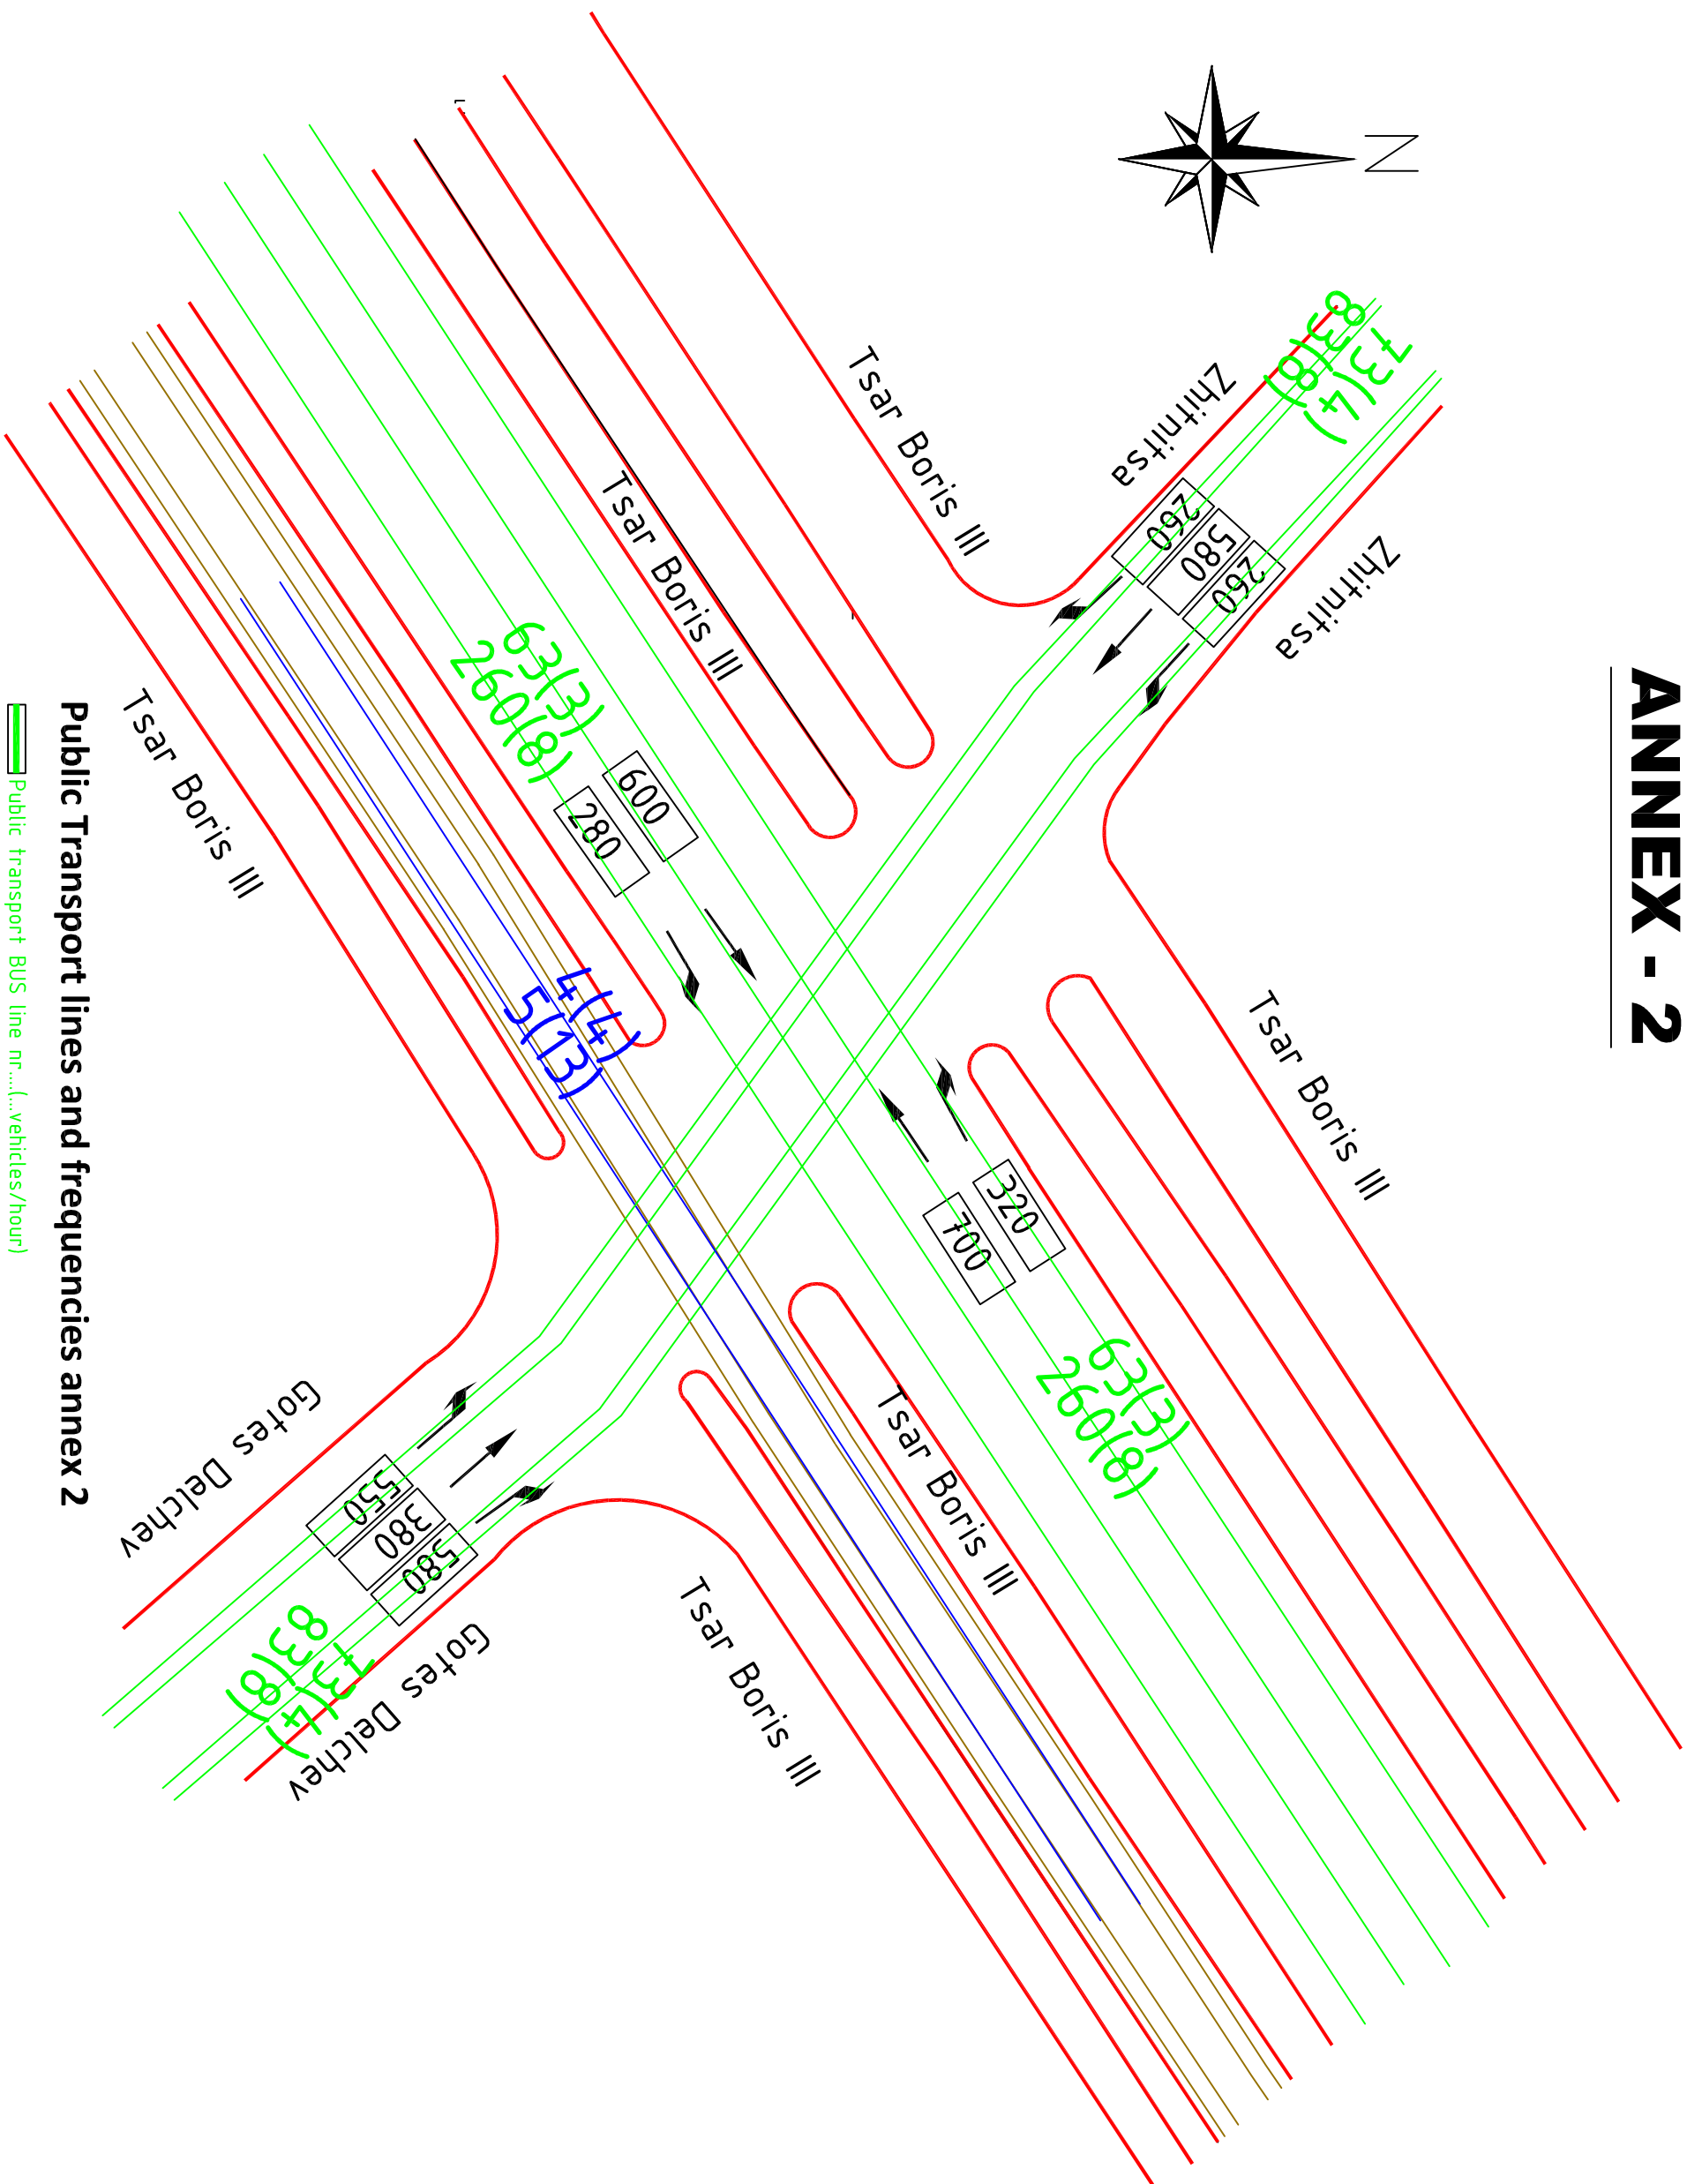 ANNEX - 2
N
Zhitnitsa
Zhitnitsa
73(4)
83(8)
260
580
260
Tsar Boris III
Tsar Boris III
Tsar Boris III
Tsar Boris III
63(3)
260(8)
600
280
320
700
63(3)
260(8)
4(4)
5(13)
Tsar Boris III
Tsar Boris III
Gotes Delchev
Gotes Delchev
550
380
580
73(4)
83(8)
Public Transport lines and frequencies annex 2
Public transport BUS line nr....(...vehicles/hour)